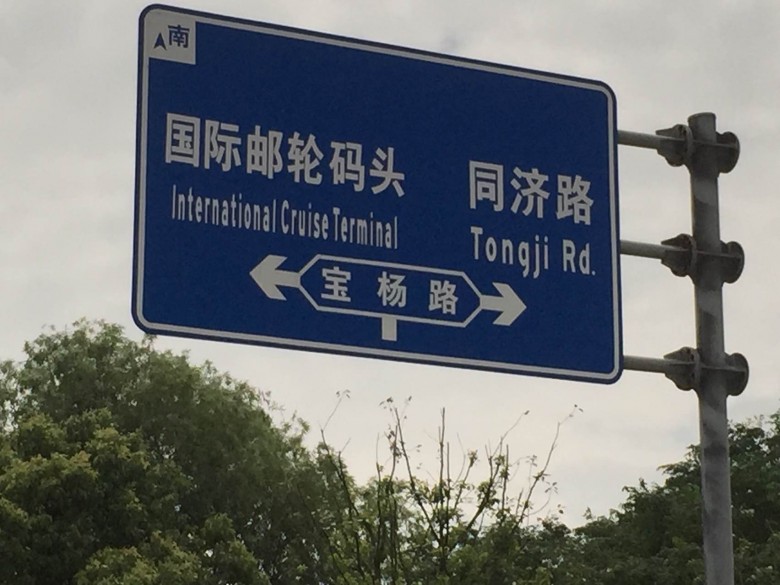 南
国际邮轮码头
International Cruise Terminal
同济路
Tongji Rd.
宝杨路